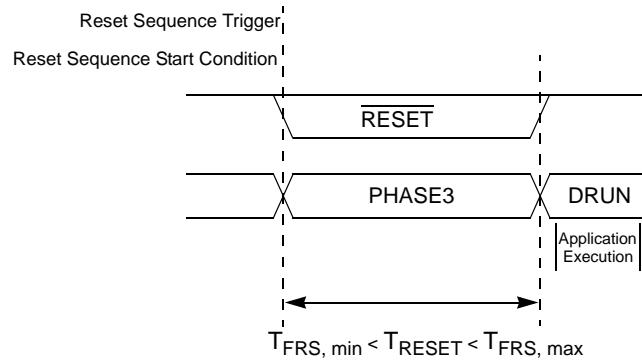 Reset Sequence Trigger
Reset Sequence Start Condition
RESET
PHASE3
DRUN
Application
Execution
TFRS, min < TRESET < TFRS, max